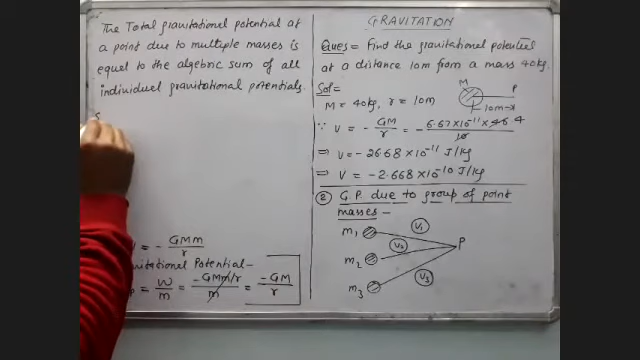 The Total gravitational potential at
a point due to multiple masses is
equal to the algebraic sum of all
individuel gravitational potentials.
S
= - GMm/r
itational Potential-
= W/m = -GMm/r / m = -GM/r
GRAVITATION
Ques= Find the gravitational potential
at a distance 10m from a mass 40kg.
Sol=
M = 40kg, r = 10m
M P
10m-r
∵ V = - GM/r = - 6.67×10⁻¹¹×40 4 / 10
⇒ V = - 26.68 × 10⁻¹¹ J/kg
⇒ V = - 2.668 × 10⁻¹⁰ J/kg
② G.P. due to group of point
masses -
m₁ V₁
V₂ P
m₂
m₃ V₃